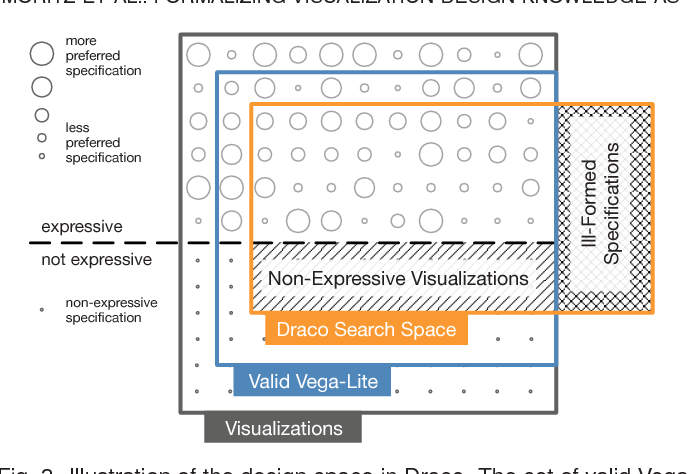 MORITZ ET AL.: FORMALIZING VISUALIZATION DESIGN KNOWLEDGE AS
more
preferred
specification
less
preferred
specification
expressive
not expressive
non-expressive
specification
Ill-Formed
Specifications
Non-Expressive Visualizations
Draco Search Space
Valid Vega-Lite
Visualizations
Illustration of the design space in Draco. The set of valid Vega